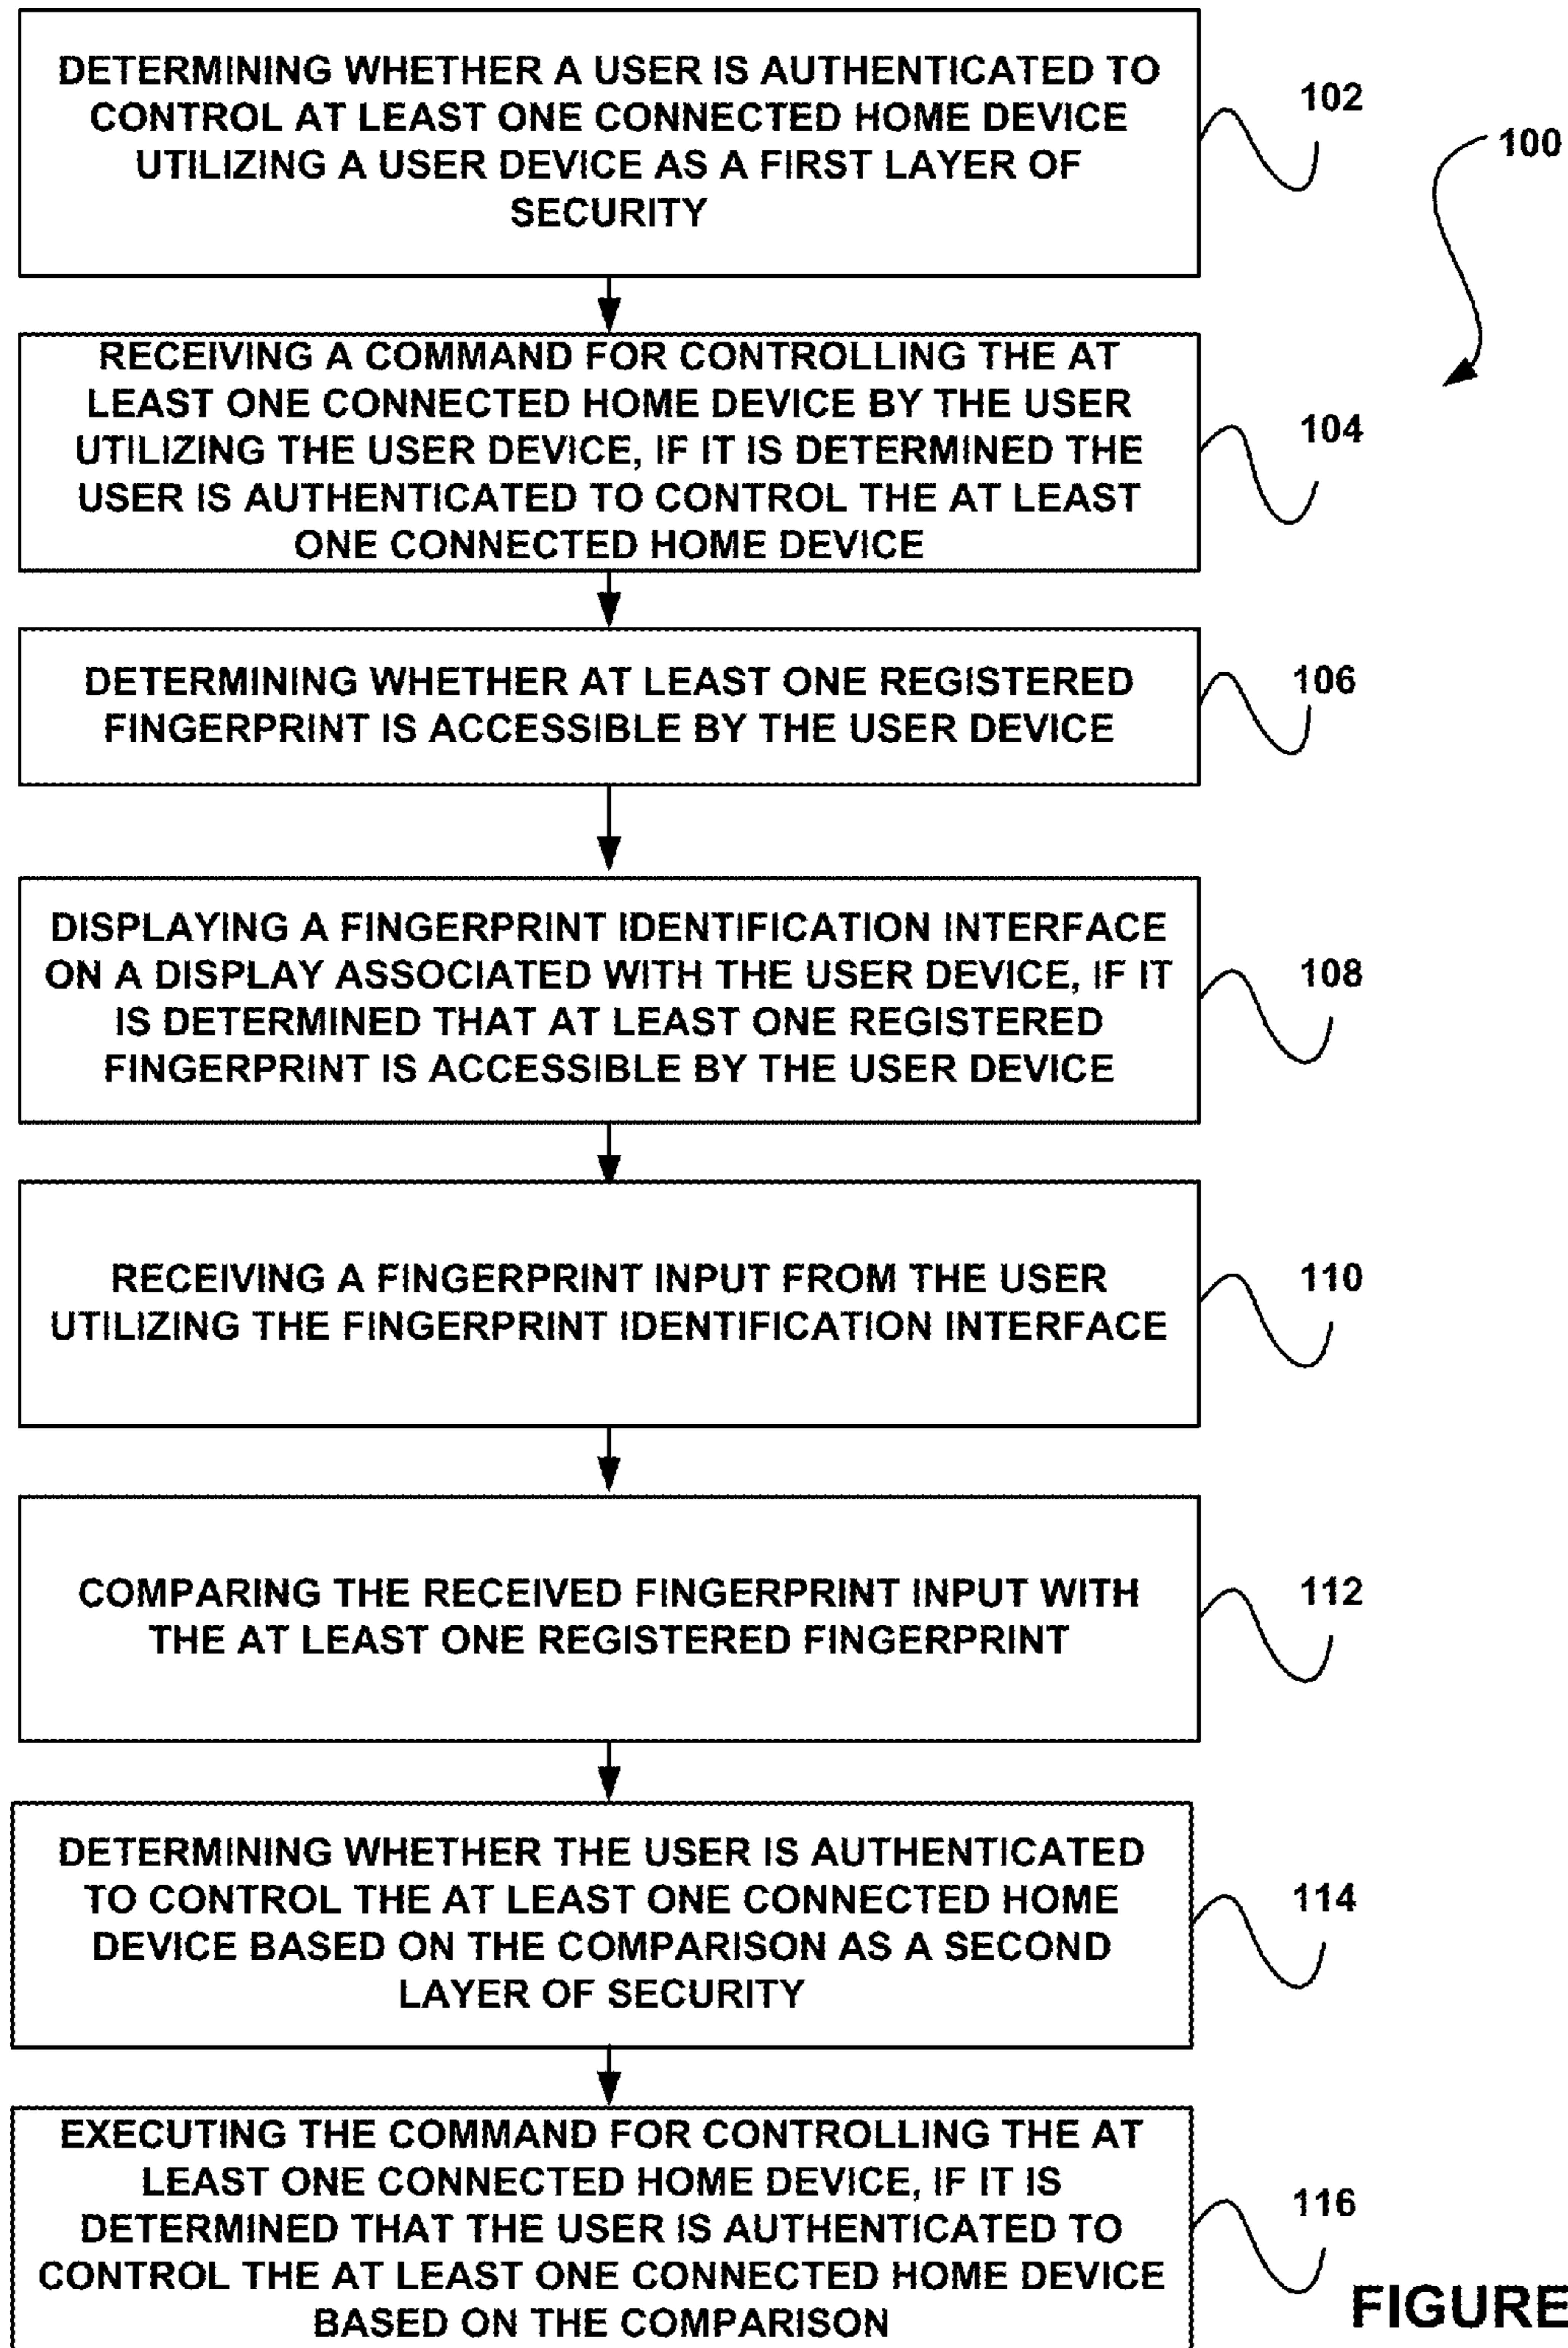 DETERMINING WHETHER A USER IS AUTHENTICATED TO
CONTROL AT LEAST ONE CONNECTED HOME DEVICE
UTILIZING A USER DEVICE AS A FIRST LAYER OF
SECURITY
102
100
RECEIVING A COMMAND FOR CONTROLLING THE AT
LEAST ONE CONNECTED HOME DEVICE BY THE USER
UTILIZING THE USER DEVICE, IF IT IS DETERMINED THE
USER IS AUTHENTICATED TO CONTROL THE AT LEAST
ONE CONNECTED HOME DEVICE
104
DETERMINING WHETHER AT LEAST ONE REGISTERED
FINGERPRINT IS ACCESSIBLE BY THE USER DEVICE
106
DISPLAYING A FINGERPRINT IDENTIFICATION INTERFACE
ON A DISPLAY ASSOCIATED WITH THE USER DEVICE, IF IT
IS DETERMINED THAT AT LEAST ONE REGISTERED
FINGERPRINT IS ACCESSIBLE BY THE USER DEVICE
108
RECEIVING A FINGERPRINT INPUT FROM THE USER
UTILIZING THE FINGERPRINT IDENTIFICATION INTERFACE
110
COMPARING THE RECEIVED FINGERPRINT INPUT WITH
THE AT LEAST ONE REGISTERED FINGERPRINT
112
DETERMINING WHETHER THE USER IS AUTHENTICATED
TO CONTROL THE AT LEAST ONE CONNECTED HOME
DEVICE BASED ON THE COMPARISON AS A SECOND
LAYER OF SECURITY
114
EXECUTING THE COMMAND FOR CONTROLLING THE AT
LEAST ONE CONNECTED HOME DEVICE, IF IT IS
DETERMINED THAT THE USER IS AUTHENTICATED TO
CONTROL THE AT LEAST ONE CONNECTED HOME DEVICE
BASED ON THE COMPARISON
116
FIGURE